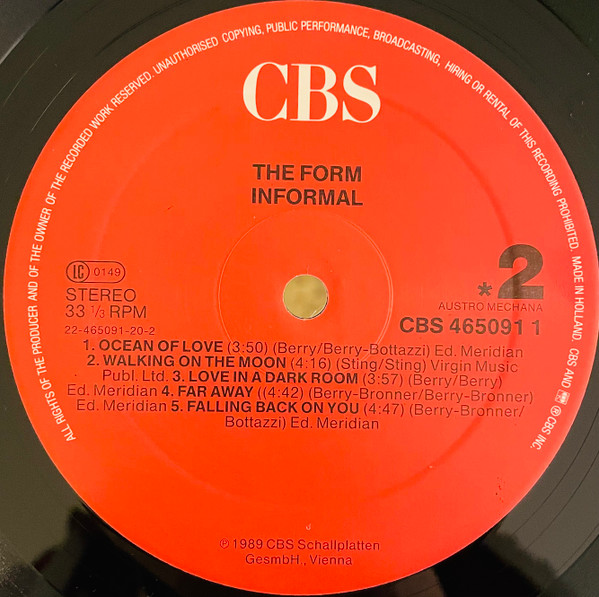 ALL RIGHTS OF THE PRODUCER AND OF THE OWNER OF THE RECORDED WORK RESERVED. UNAUTHORISED COPYING, PUBLIC PERFORMANCE, BROADCASTING, HIRING OR RENTAL OF THIS RECORDING PROHIBITED. MADE IN HOLLAND. CBS AND ℗ CBS INC.
CBS
THE FORM
INFORMAL
LC 0149
STEREO
33 1/3 RPM
22-465091-20-2
*2
AUSTRO MECHANA
CBS 465091 1
1. OCEAN OF LOVE (3:50) (Berry/Berry-Bottazzi) Ed. Meridian
2. WALKING ON THE MOON (4:16) (Sting/Sting) Virgin Music
Publ. Ltd. 3. LOVE IN A DARK ROOM (3:57) (Berry/Berry)
Ed. Meridian 4. FAR AWAY ((4:42) (Berry-Bronner/Berry-Bronner)
Ed. Meridian 5. FALLING BACK ON YOU (4:47) (Berry-Bronner/
Bottazzi) Ed. Meridian
℗ 1989 CBS Schallplatten
GesmbH, Vienna